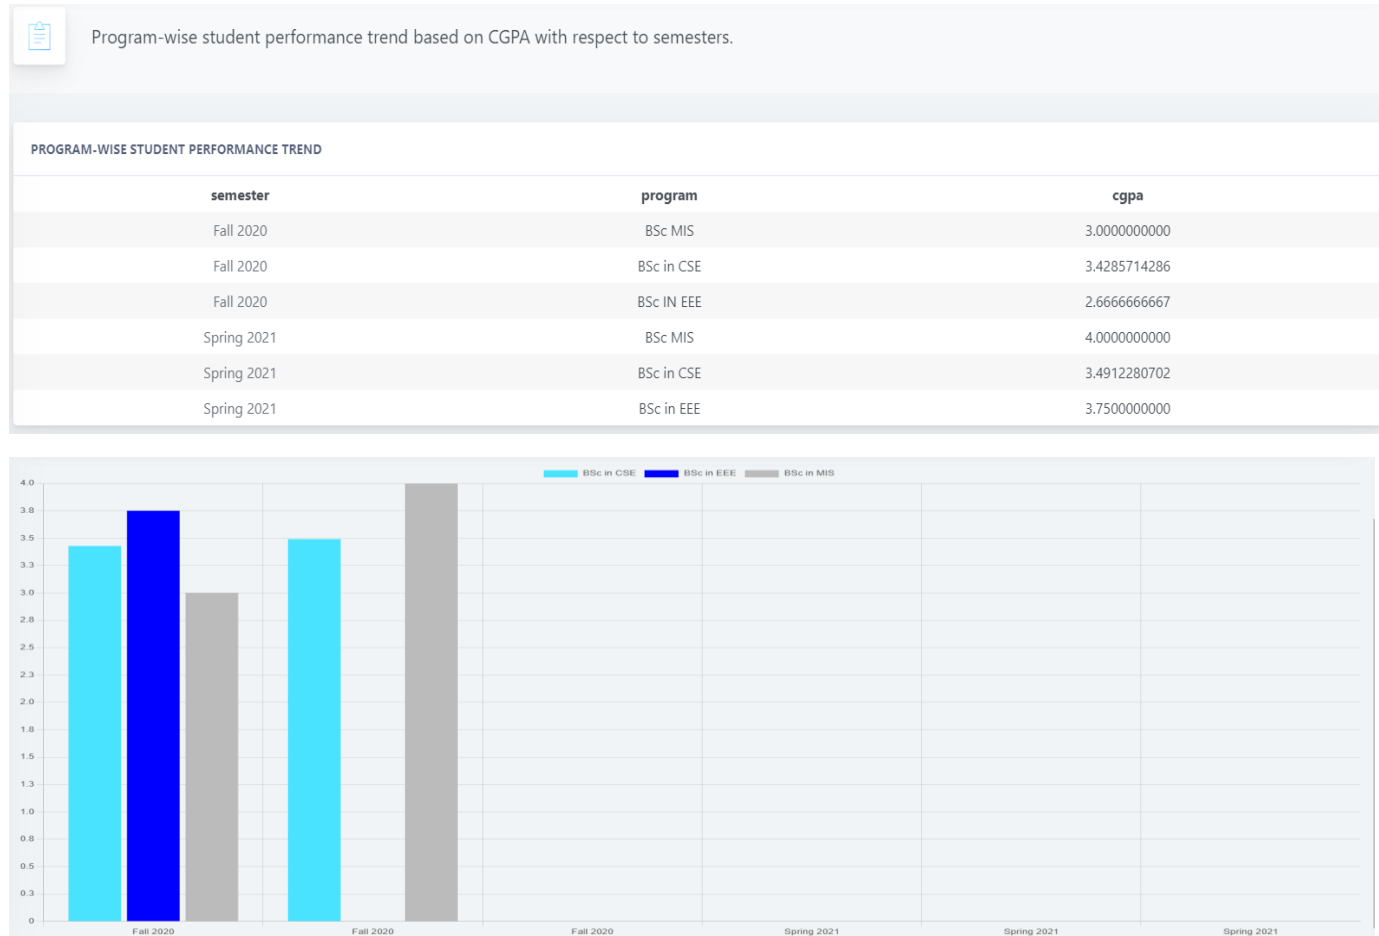 Program-wise student performance trend based on CGPA with respect to semesters.
PROGRAM-WISE STUDENT PERFORMANCE TREND
semester program cgpa
Fall 2020 BSc MIS 3.0000000000
Fall 2020 BSc in CSE 3.4285714286
Fall 2020 BSc IN EEE 2.6666666667
Spring 2021 BSc MIS 4.0000000000
Spring 2021 BSc in CSE 3.4912280702
Spring 2021 BSc in EEE 3.7500000000
BSc in CSE BSc in EEE BSc in MIS
4.0
3.8
3.5
3.3
3.0
2.8
2.5
2.3
2.0
1.8
1.5
1.3
1.0
0.8
0.5
0.3
0
Fall 2020 Fall 2020 Fall 2020 Spring 2021 Spring 2021 Spring 2021